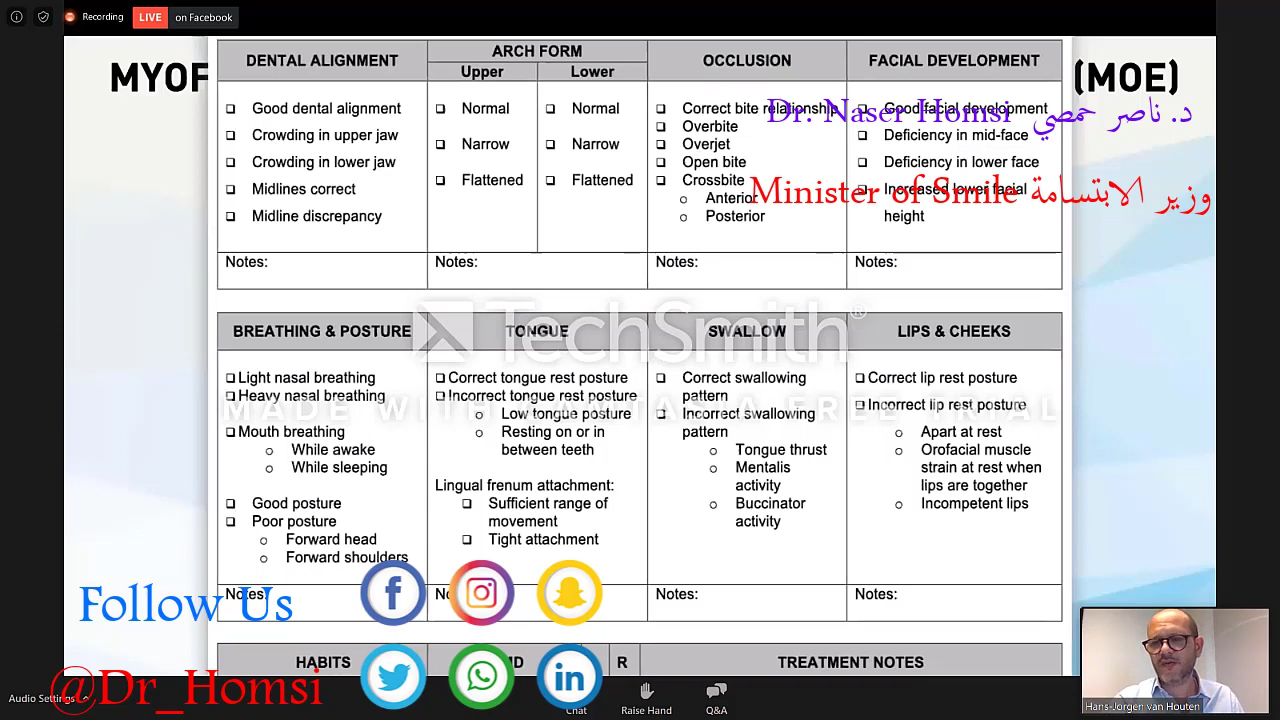 Recording
LIVE on Facebook
MYOF
(MOE)
DENTAL ALIGNMENT
ARCH FORM
Upper
Lower
OCCLUSION
FACIAL DEVELOPMENT
Good dental alignment
Crowding in upper jaw
Crowding in lower jaw
Midlines correct
Midline discrepancy
Normal
Narrow
Flattened
Normal
Narrow
Flattened
Correct bite relationship
Overbite
Overjet
Open bite
Crossbite
Anterior
Posterior
Good facial development
Deficiency in mid-face
Deficiency in lower face
Increased lower facial
height
Dr. Naser Homsi د. ناصر حمصي
Minister of Smile وزير الابتسامة
Notes:
Notes:
Notes:
Notes:
TechSmith®
MADE WITH CAMTASIA FREE TRIAL
BREATHING & POSTURE
TONGUE
SWALLOW
LIPS & CHEEKS
Light nasal breathing
Heavy nasal breathing
Mouth breathing
While awake
While sleeping
Good posture
Poor posture
Forward head
Forward shoulders
Correct tongue rest posture
Incorrect tongue rest posture
Low tongue posture
Resting on or in
between teeth
Lingual frenum attachment:
Sufficient range of
movement
Tight attachment
Correct swallowing
pattern
Incorrect swallowing
pattern
Tongue thrust
Mentalis
activity
Buccinator
activity
Correct lip rest posture
Incorrect lip rest posture
Apart at rest
Orofacial muscle
strain at rest when
lips are together
Incompetent lips
Notes:
Notes:
Notes:
Follow Us
@Dr_Homsi
HABITS
R
TREATMENT NOTES
Audio Settings
Chat
Raise Hand
Q&A
Hans-Jorgen van Houten